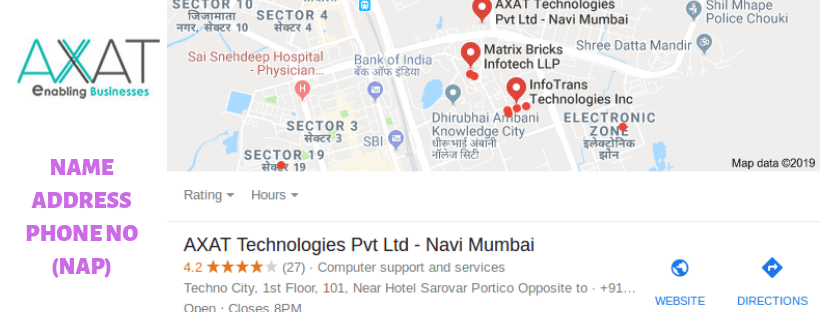 AXAT
enabling Businesses
NAME
ADDRESS
PHONE NO
(NAP)
SECTOR 10
जिजामाता
नगर, सेक्टर 10
SECTOR 4
सेक्टर 4
AXAT Technologies
Pvt Ltd - Navi Mumbai
Shil Mhape
Police Chouki
Sai Snehdeep Hospital
- Physician...
Bank of India
बैंक ऑफ इंडिया
Matrix Bricks
Infotech LLP
Shree Datta Mandir
InfoTrans
Technologies Inc
SECTOR 3
सेक्टर 3
SBI
Dhirubhai Ambani
Knowledge City
धीरूभाई अंबानी
नॉलेज सिटी
ELECTRONIC
ZONE
इलेक्ट्रोनिक
झोन
SECTOR 19
सेक्टर 19
Map data ©2019
Rating
Hours
AXAT Technologies Pvt Ltd - Navi Mumbai
4.2 ★★★★★ (27) · Computer support and services
Techno City, 1st Floor, 101, Near Hotel Sarovar Portico Opposite to · +91...
Open · Closes 8PM
WEBSITE
DIRECTIONS